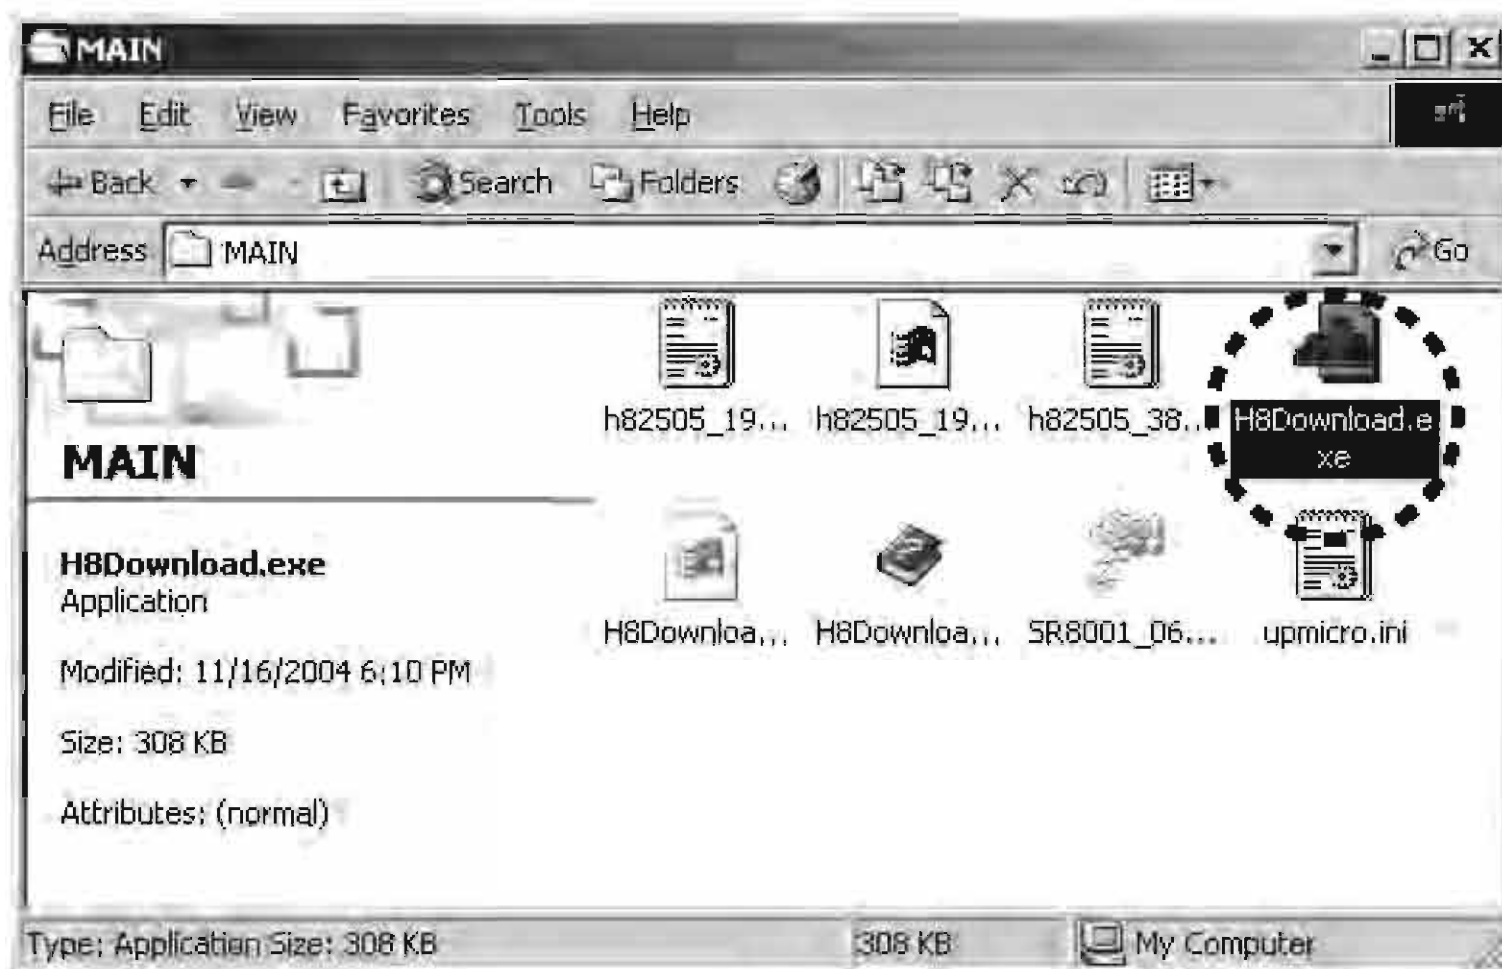 MAIN
File Edit View Favorites Tools Help
Back Search Folders
Address MAIN Go
h82505_19... h82505_19... h82505_38... H8Download.e
xe
MAIN
H8Download.exe
Application
H8Downloa... H8Downloa... SR8001_06... upmicro.ini
Modified: 11/16/2004 6:10 PM
Size: 308 KB
Attributes: (normal)
Type: Application Size: 308 KB 308 KB My Computer